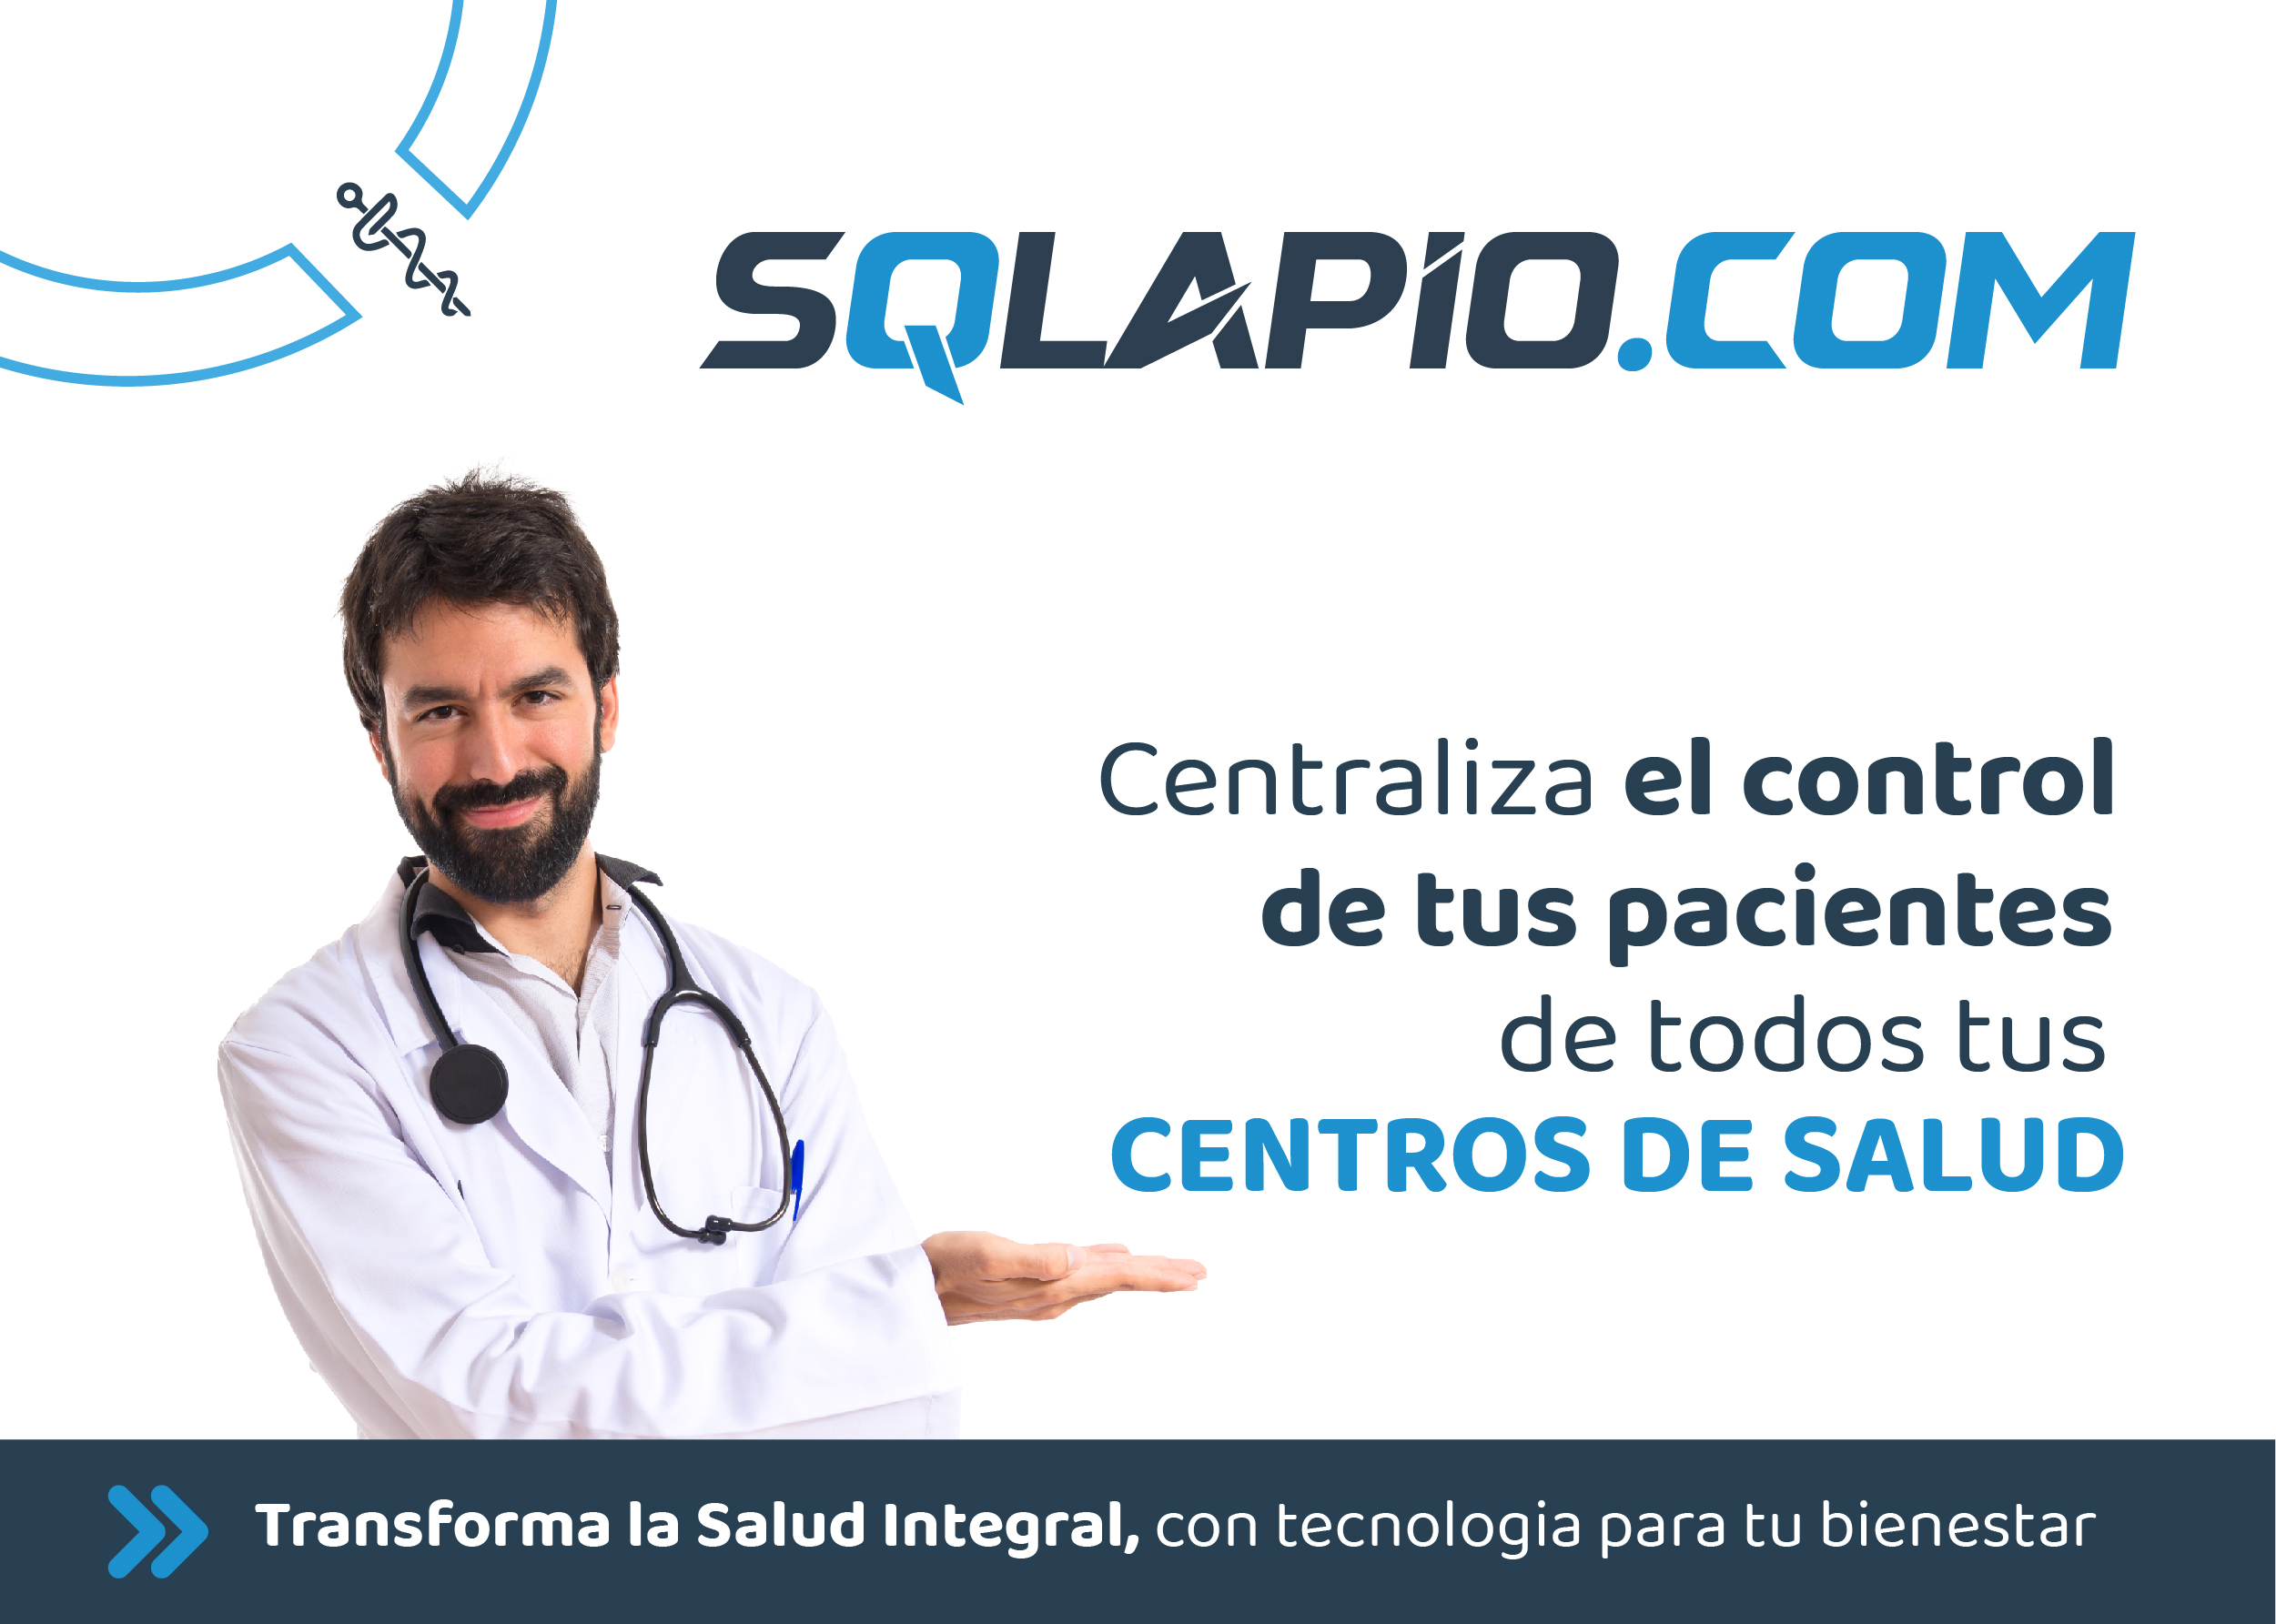 SQLAPIO.COM
Centraliza el control
de tus pacientes
de todos tus
CENTROS DE SALUD
Transforma la Salud Integral, con tecnologia para tu bienestar